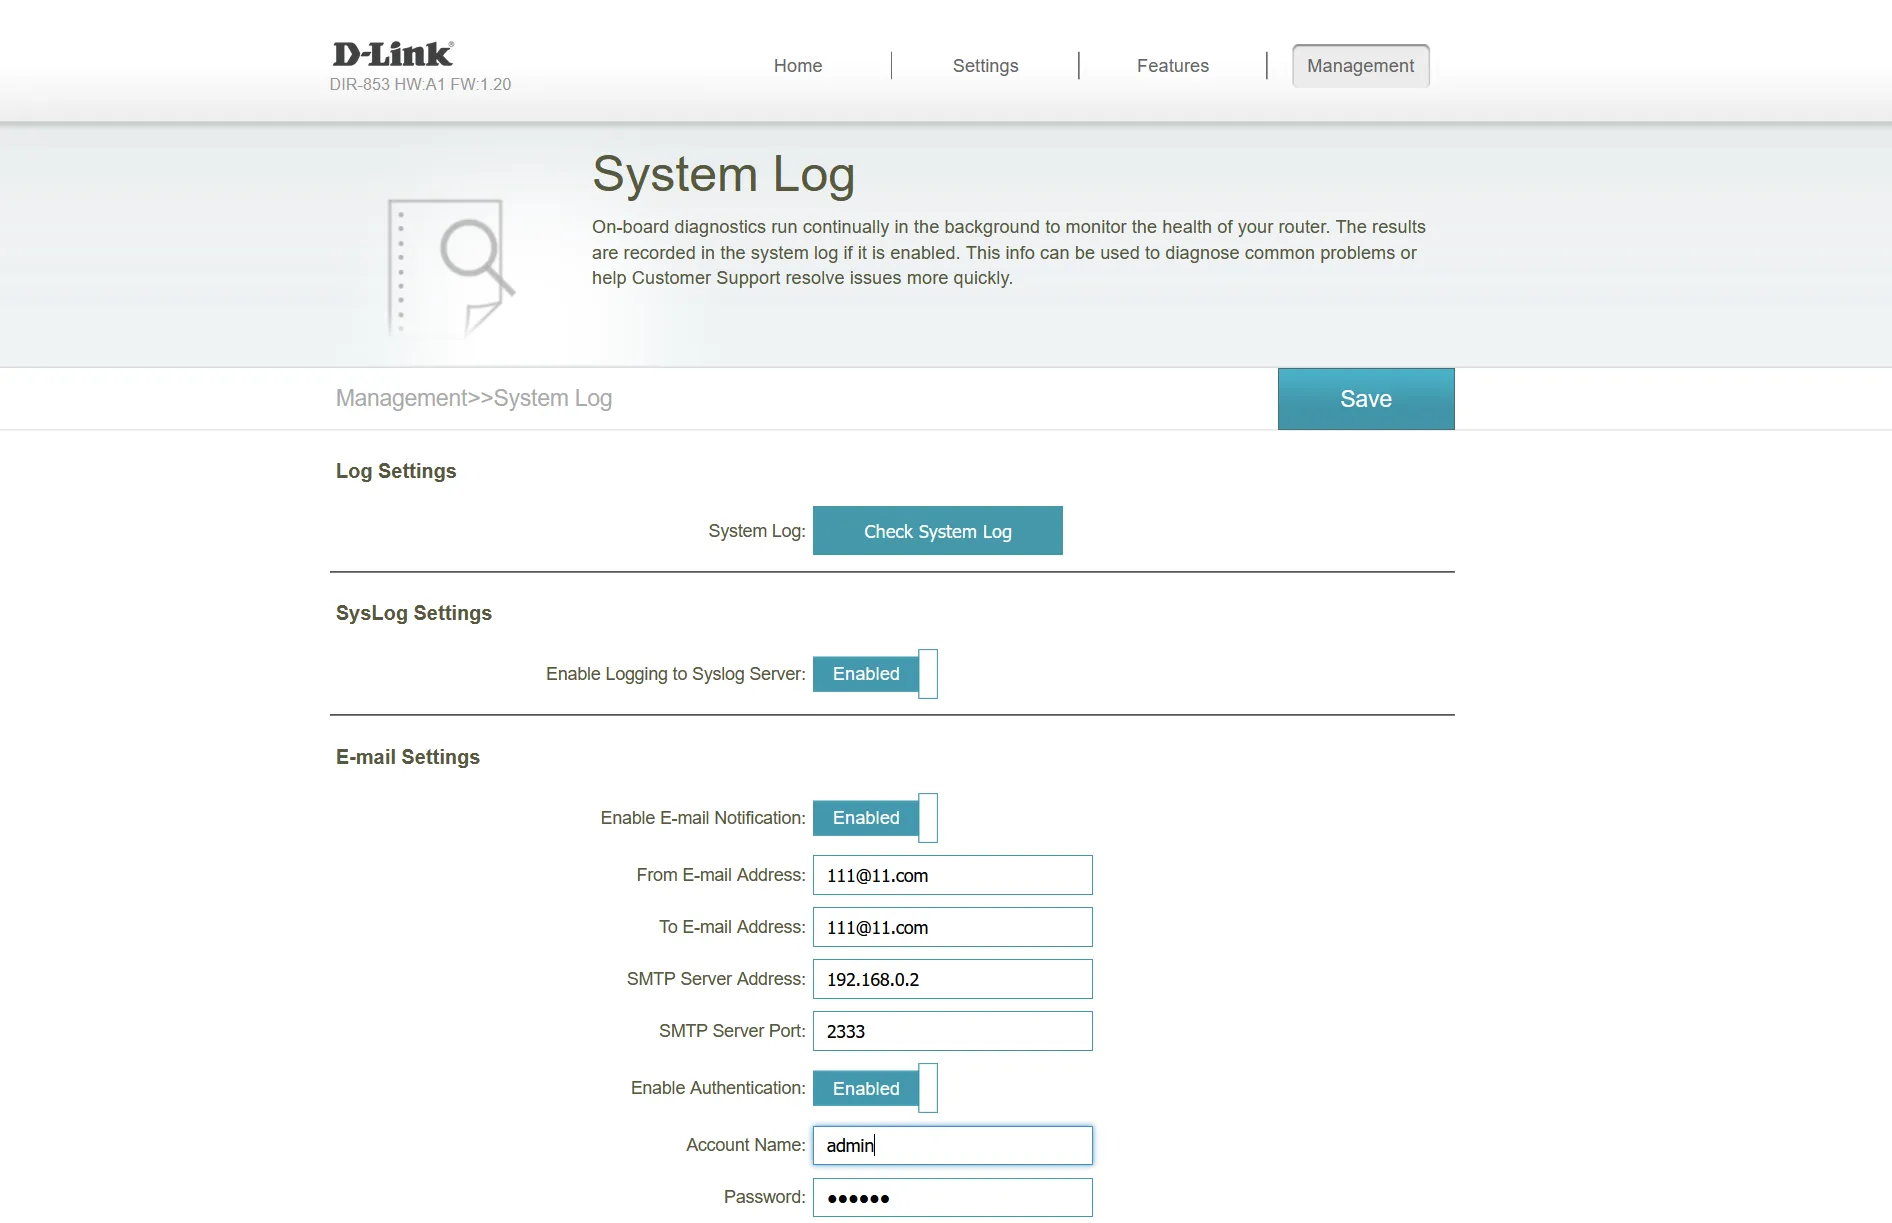 D-Link®
DIR-853 HW:A1 FW:1.20
Home
Settings
Features
Management
System Log
On-board diagnostics run continually in the background to monitor the health of your router. The results
are recorded in the system log if it is enabled. This info can be used to diagnose common problems or
help Customer Support resolve issues more quickly.
Management>>System Log
Save
Log Settings
System Log: Check System Log
SysLog Settings
Enable Logging to Syslog Server: Enabled
E-mail Settings
Enable E-mail Notification: Enabled
From E-mail Address: 111@11.com
To E-mail Address: 111@11.com
SMTP Server Address: 192.168.0.2
SMTP Server Port: 2333
Enable Authentication: Enabled
Account Name: admin
Password: ●●●●●●